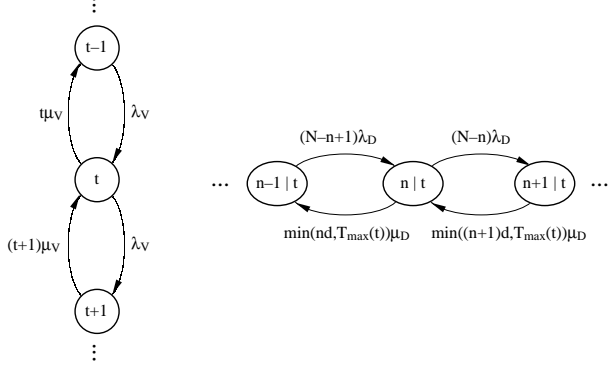 ⋮
t–1
tμV
λV
t
(t+1)μV
λV
t+1
⋮
(N–n+1)λD
(N–n)λD
... n–1 | t
n | t
n+1 | t ...
min(nd,Tmax(t))μD
min((n+1)d,Tmax(t))μD